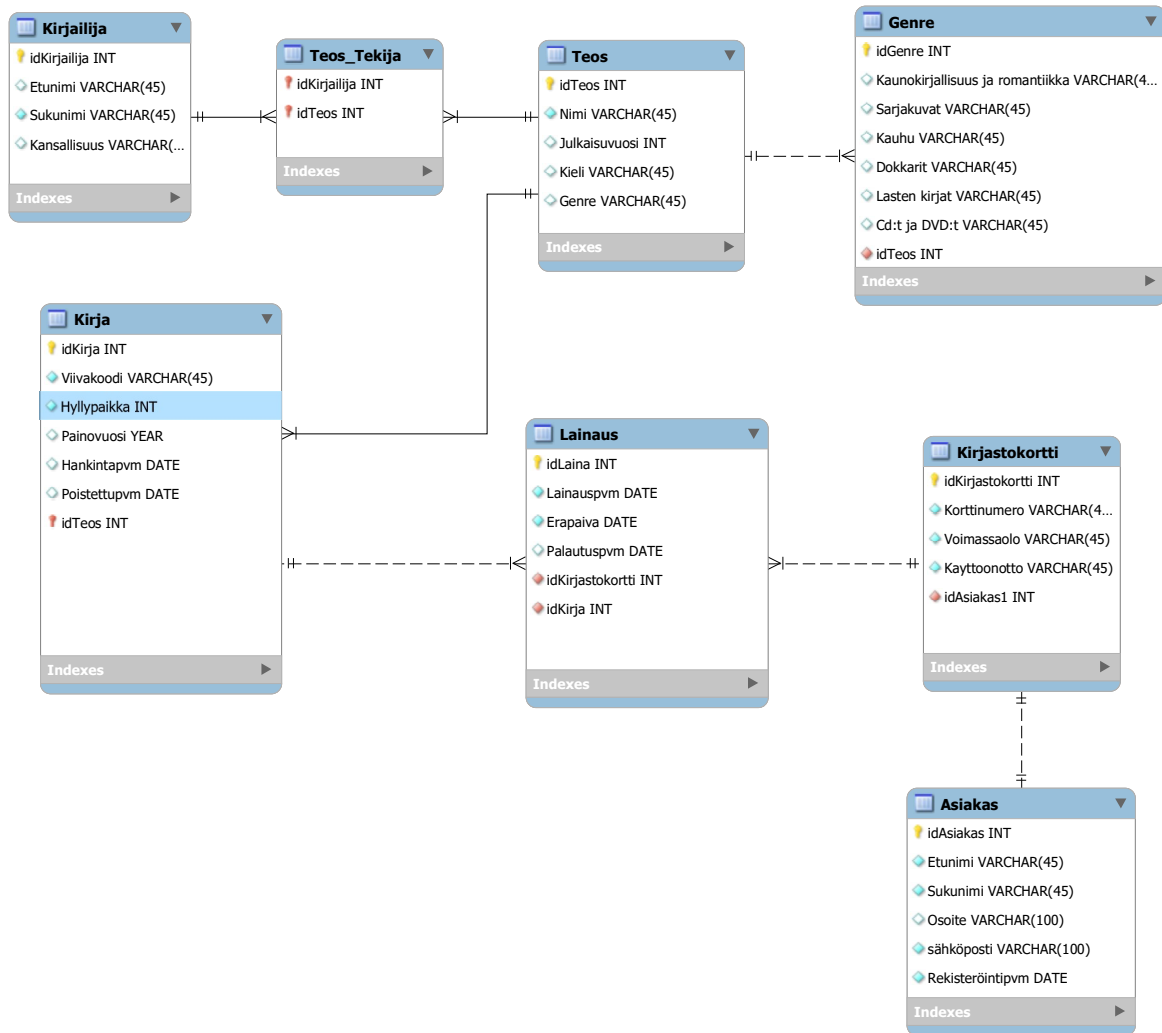 Kirjailija
idKirjailija INT
Etunimi VARCHAR(45)
Sukunimi VARCHAR(45)
Kansallisuus VARCHAR(...
Indexes
Teos_Tekija
idKirjailija INT
idTeos INT
Indexes
Teos
idTeos INT
Nimi VARCHAR(45)
Julkaisuvuosi INT
Kieli VARCHAR(45)
Genre VARCHAR(45)
Indexes
Genre
idGenre INT
Kaunokirjallisuus ja romantiikka VARCHAR(4...
Sarjakuvat VARCHAR(45)
Kauhu VARCHAR(45)
Dokkarit VARCHAR(45)
Lasten kirjat VARCHAR(45)
Cd:t ja DVD:t VARCHAR(45)
idTeos INT
Indexes
Kirja
idKirja INT
Viivakoodi VARCHAR(45)
Hyllypaikka INT
Painovuosi YEAR
Hankintapvm DATE
Poistettupvm DATE
idTeos INT
Indexes
Lainaus
idLaina INT
Lainauspvm DATE
Erapaiva DATE
Palautuspvm DATE
idKirjastokortti INT
idKirja INT
Indexes
Kirjastokortti
idKirjastokortti INT
Korttinumero VARCHAR(4...
Voimassaolo VARCHAR(45)
Kayttoonotto VARCHAR(45)
idAsiakas1 INT
Indexes
Asiakas
idAsiakas INT
Etunimi VARCHAR(45)
Sukunimi VARCHAR(45)
Osoite VARCHAR(100)
sähköposti VARCHAR(100)
Rekisteröintipvm DATE
Indexes